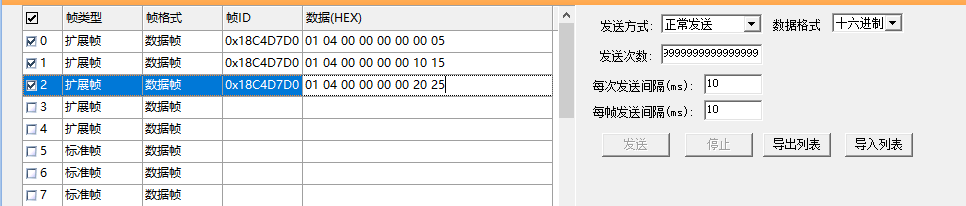 帧类型 帧格式 帧ID 数据(HEX)
0 扩展帧 数据帧 0x18C4D7D0 01 04 00 00 00 00 00 05
1 扩展帧 数据帧 0x18C4D7D0 01 04 00 00 00 00 10 15
2 扩展帧 数据帧 0x18C4D7D0 01 04 00 00 00 00 20 25
3 扩展帧 数据帧
4 扩展帧 数据帧
5 标准帧 数据帧
6 标准帧 数据帧
7 标准帧 数据帧
发送方式: 正常发送 数据格式 十六进制
发送次数: 9999999999999999
每次发送间隔(ms): 10
每帧发送间隔(ms): 10
发送 停止 导出列表 导入列表